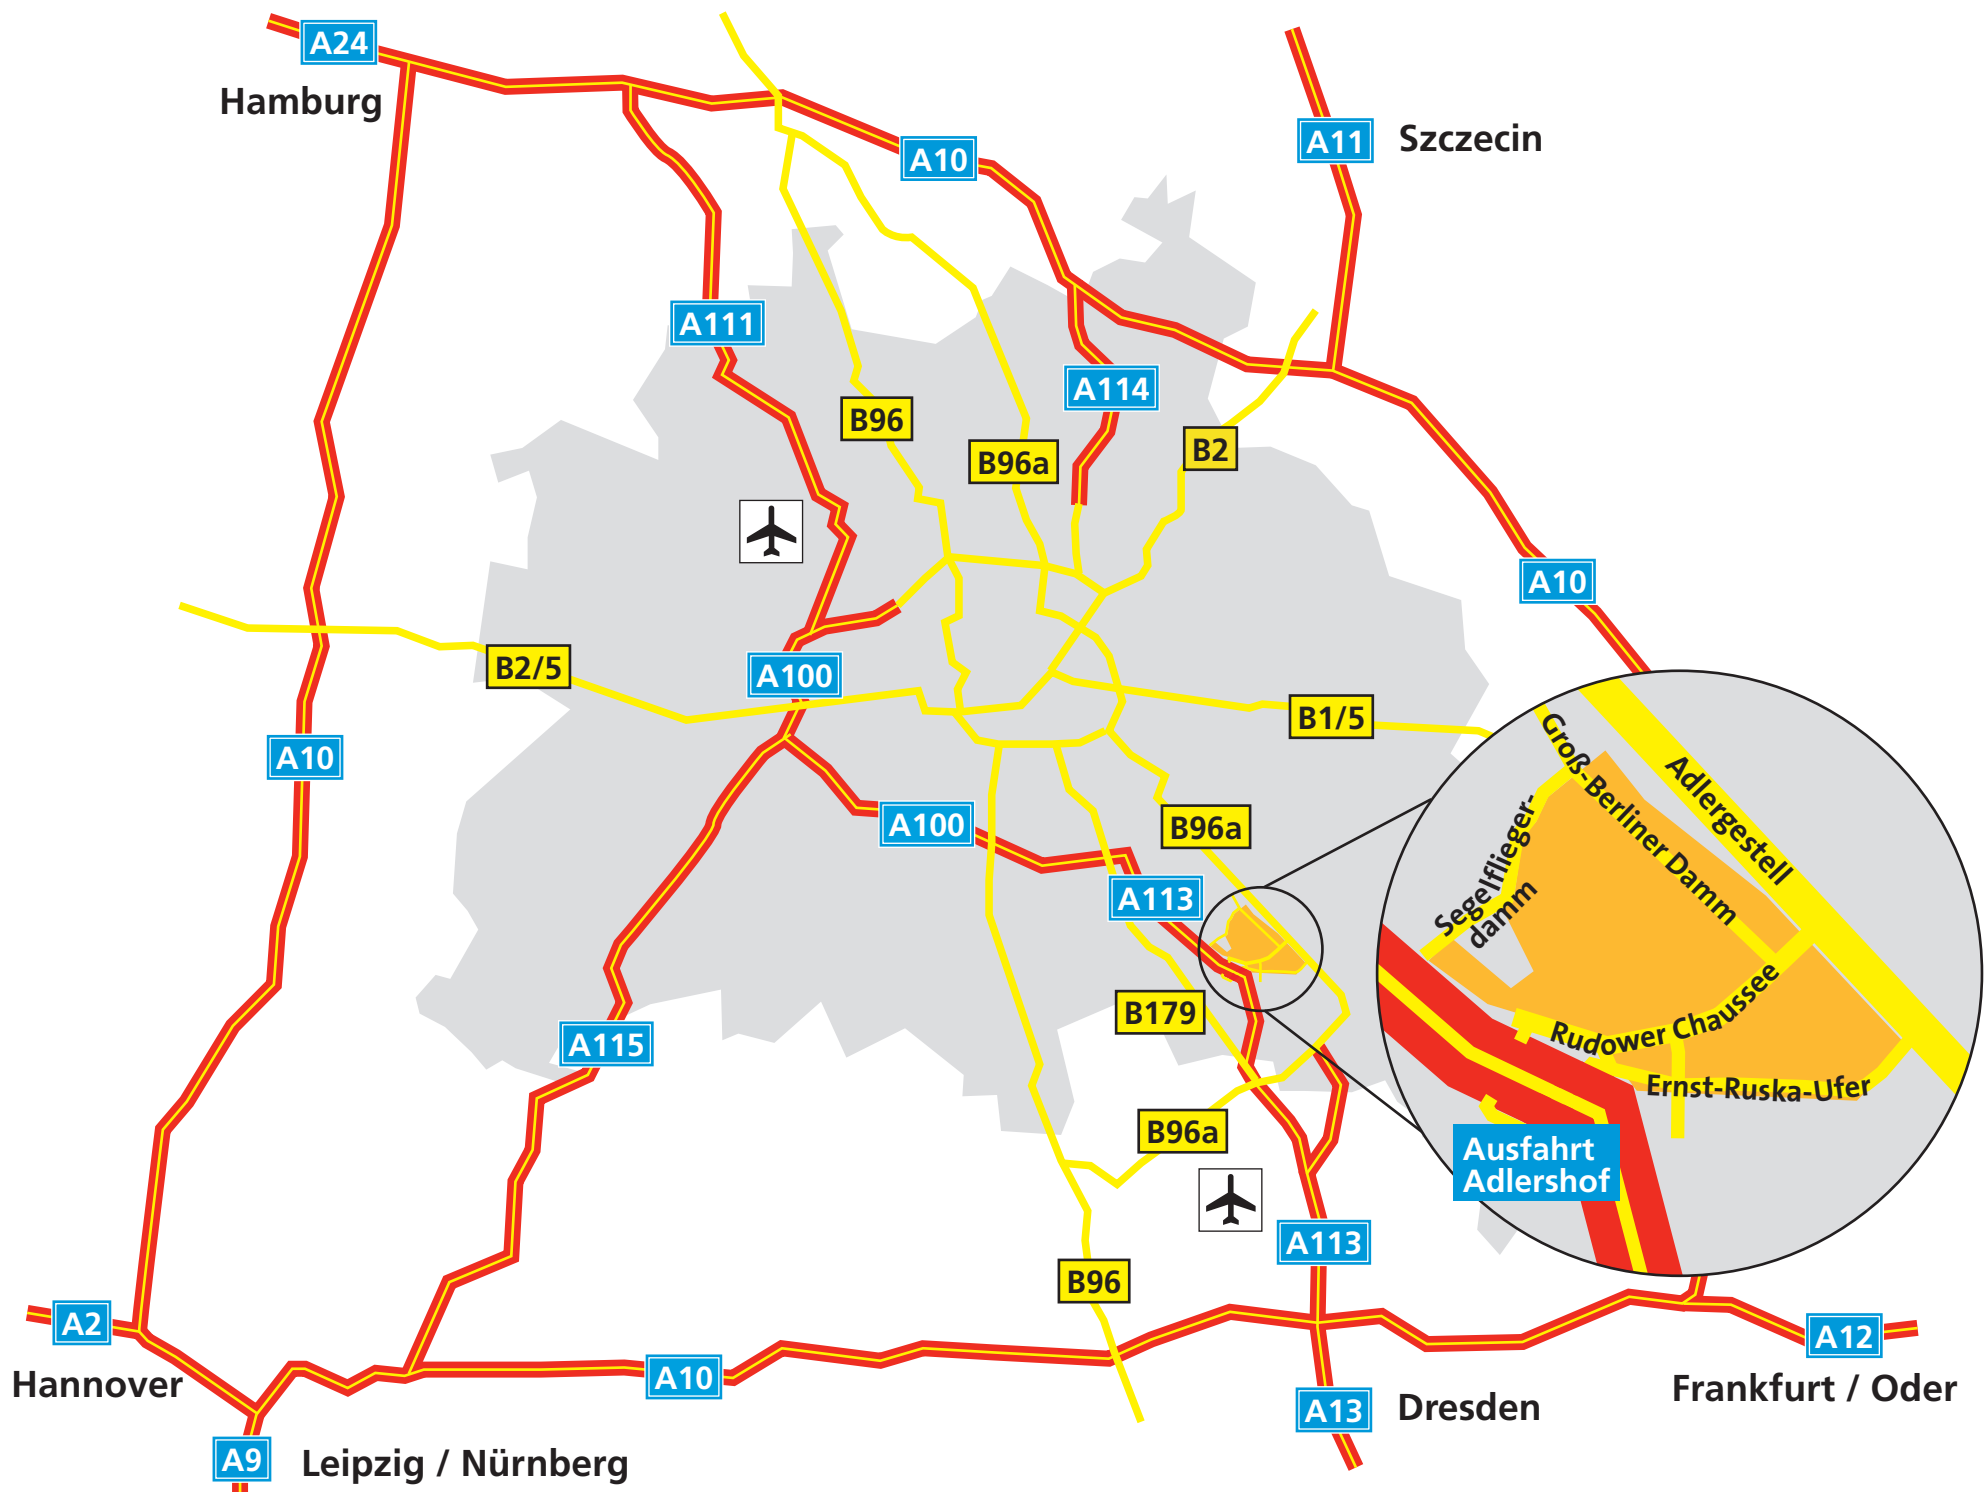 A24
Hamburg
A10
A11
Szczecin
A111
A114
B96
B96a
B2
A10
B2/5
A100
B1/5
A10
A100
B96a
A113
B179
A115
B96a
A113
B96
A2
Hannover
A10
A12
Frankfurt / Oder
A13
Dresden
A9
Leipzig / Nürnberg
Groß-Berliner Damm
Adlergestell
Segelflieger-
damm
Rudower Chaussee
Ernst-Ruska-Ufer
Ausfahrt
Adlershof